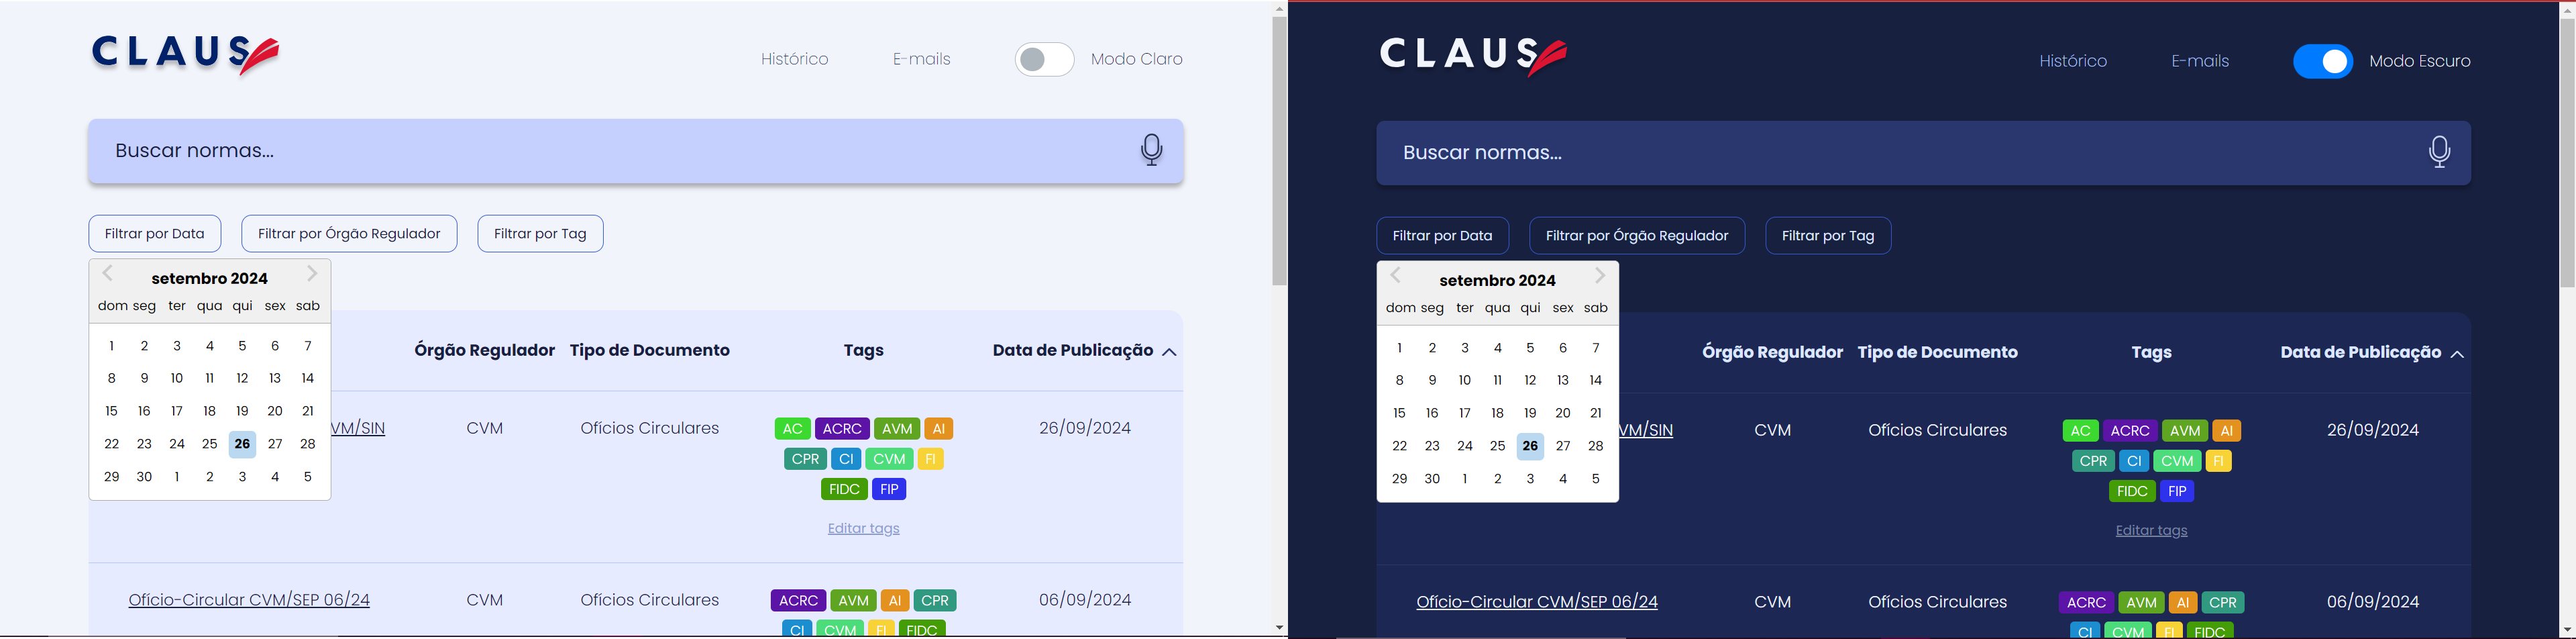 CLAUS
Histórico
E-mails
Modo Claro
Buscar normas...
Filtrar por Data
Filtrar por Órgão Regulador
Filtrar por Tag
setembro 2024
dom seg ter qua qui sex sab
1 2 3 4 5 6 7
8 9 10 11 12 13 14
15 16 17 18 19 20 21
22 23 24 25 26 27 28
29 30 1 2 3 4 5
Órgão Regulador Tipo de Documento Tags Data de Publicação
VM/SIN CVM Ofícios Circulares AC ACRC AVM AI 26/09/2024
CPR CI CVM FI
FIDC FIP
Editar tags
Ofício-Circular CVM/SEP 06/24 CVM Ofícios Circulares ACRC AVM AI CPR 06/09/2024
CI CVM FI FIDC
CLAUS
Histórico
E-mails
Modo Escuro
Buscar normas...
Filtrar por Data
Filtrar por Órgão Regulador
Filtrar por Tag
setembro 2024
dom seg ter qua qui sex sab
1 2 3 4 5 6 7
8 9 10 11 12 13 14
15 16 17 18 19 20 21
22 23 24 25 26 27 28
29 30 1 2 3 4 5
Órgão Regulador Tipo de Documento Tags Data de Publicação
VM/SIN CVM Ofícios Circulares AC ACRC AVM AI 26/09/2024
CPR CI CVM FI
FIDC FIP
Editar tags
Ofício-Circular CVM/SEP 06/24 CVM Ofícios Circulares ACRC AVM AI CPR 06/09/2024
CI CVM FI FIDC